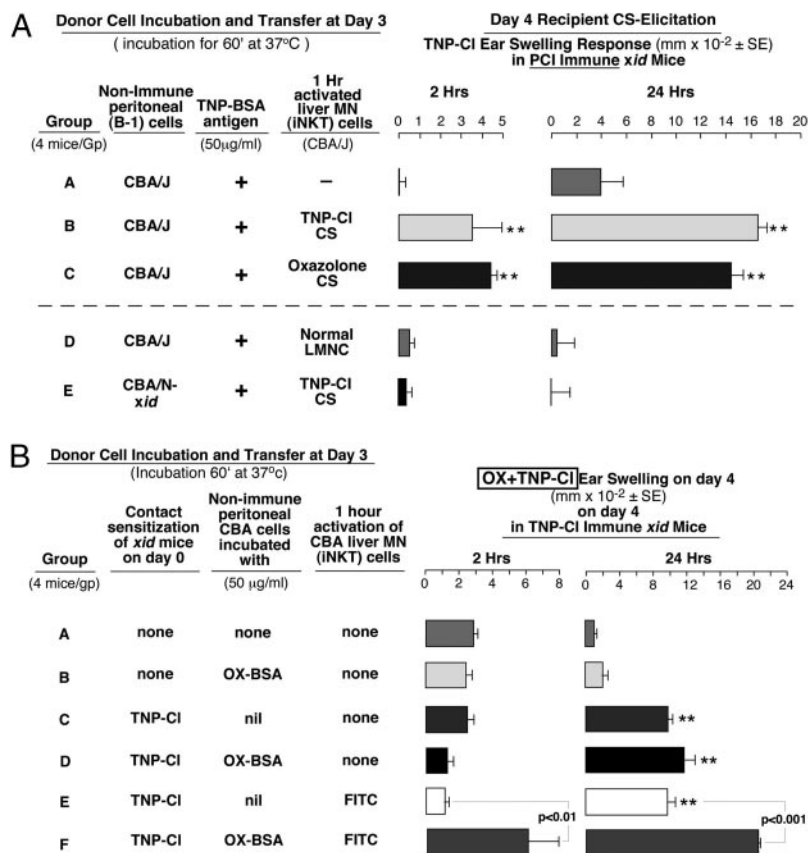 A
Donor Cell Incubation and Transfer at Day 3
( incubation for 60' at 37°C )
Day 4 Recipient CS-Elicitation
TNP-Cl Ear Swelling Response (mm x 10-2 ± SE)
in PCI Immune xid Mice
Group
(4 mice/Gp)
Non-Immune
peritoneal
(B-1) cells
TNP-BSA
antigen
(50µg/ml)
1 Hr
activated
liver MN
(iNKT) cells
(CBA/J)
2 Hrs
24 Hrs
0 1 2 3 4 5
0 2 4 6 8 10 12 14 16 18 20
A CBA/J + –
B CBA/J + TNP-Cl
CS
**
**
C CBA/J + Oxazolone
CS
**
**
D CBA/J + Normal
LMNC
E CBA/N-
xid
+ TNP-Cl
CS
B
Donor Cell Incubation and Transfer at Day 3
(Incubation 60' at 37°c)
OX+TNP-Cl Ear Swelling on day 4
(mm x 10-2 ± SE)
on day 4
in TNP-Cl Immune xid Mice
Group
(4 mice/gp)
Contact
sensitization
of xid mice
on day 0
Non-immune
peritoneal
CBA cells
incubated
with
(50 µg/ml)
1 hour
activation of
CBA liver MN
(iNKT) cells
2 Hrs
24 Hrs
0 2 4 6 8
0 4 8 12 16 20 24
A none none none
B none OX-BSA none
C TNP-Cl nil none **
D TNP-Cl OX-BSA none **
E TNP-Cl nil FITC **
p<0.01
p<0.001
F TNP-Cl OX-BSA FITC